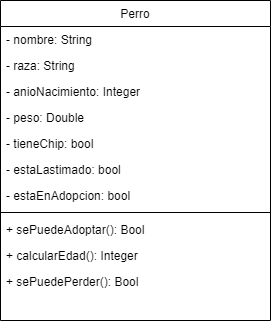 Perro
- nombre: String
- raza: String
- anioNacimiento: Integer
- peso: Double
- tieneChip: bool
- estaLastimado: bool
- estaEnAdopcion: bool
+ sePuedeAdoptar(): Bool
+ calcularEdad(): Integer
+ sePuedePerder(): Bool